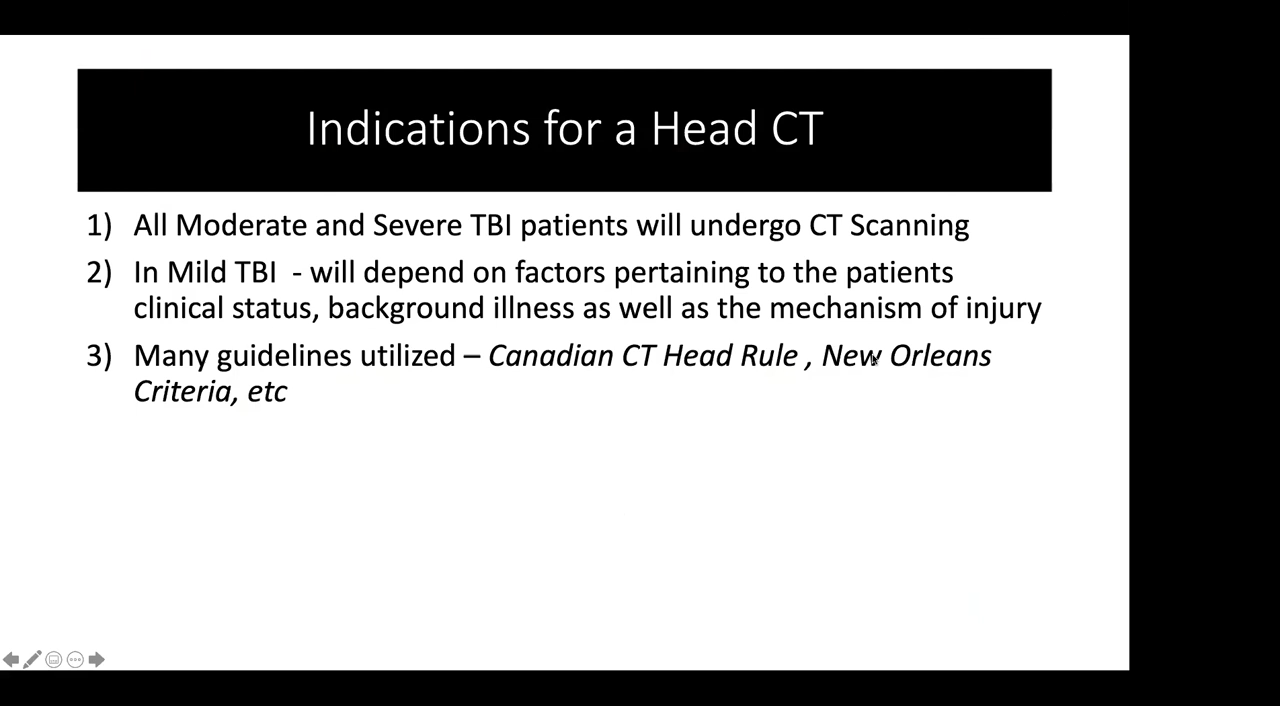 Indications for a Head CT
1) All Moderate and Severe TBI patients will undergo CT Scanning
2) In Mild TBI  - will depend on factors pertaining to the patients
clinical status, background illness as well as the mechanism of injury
3) Many guidelines utilized – Canadian CT Head Rule , New Orleans
Criteria, etc